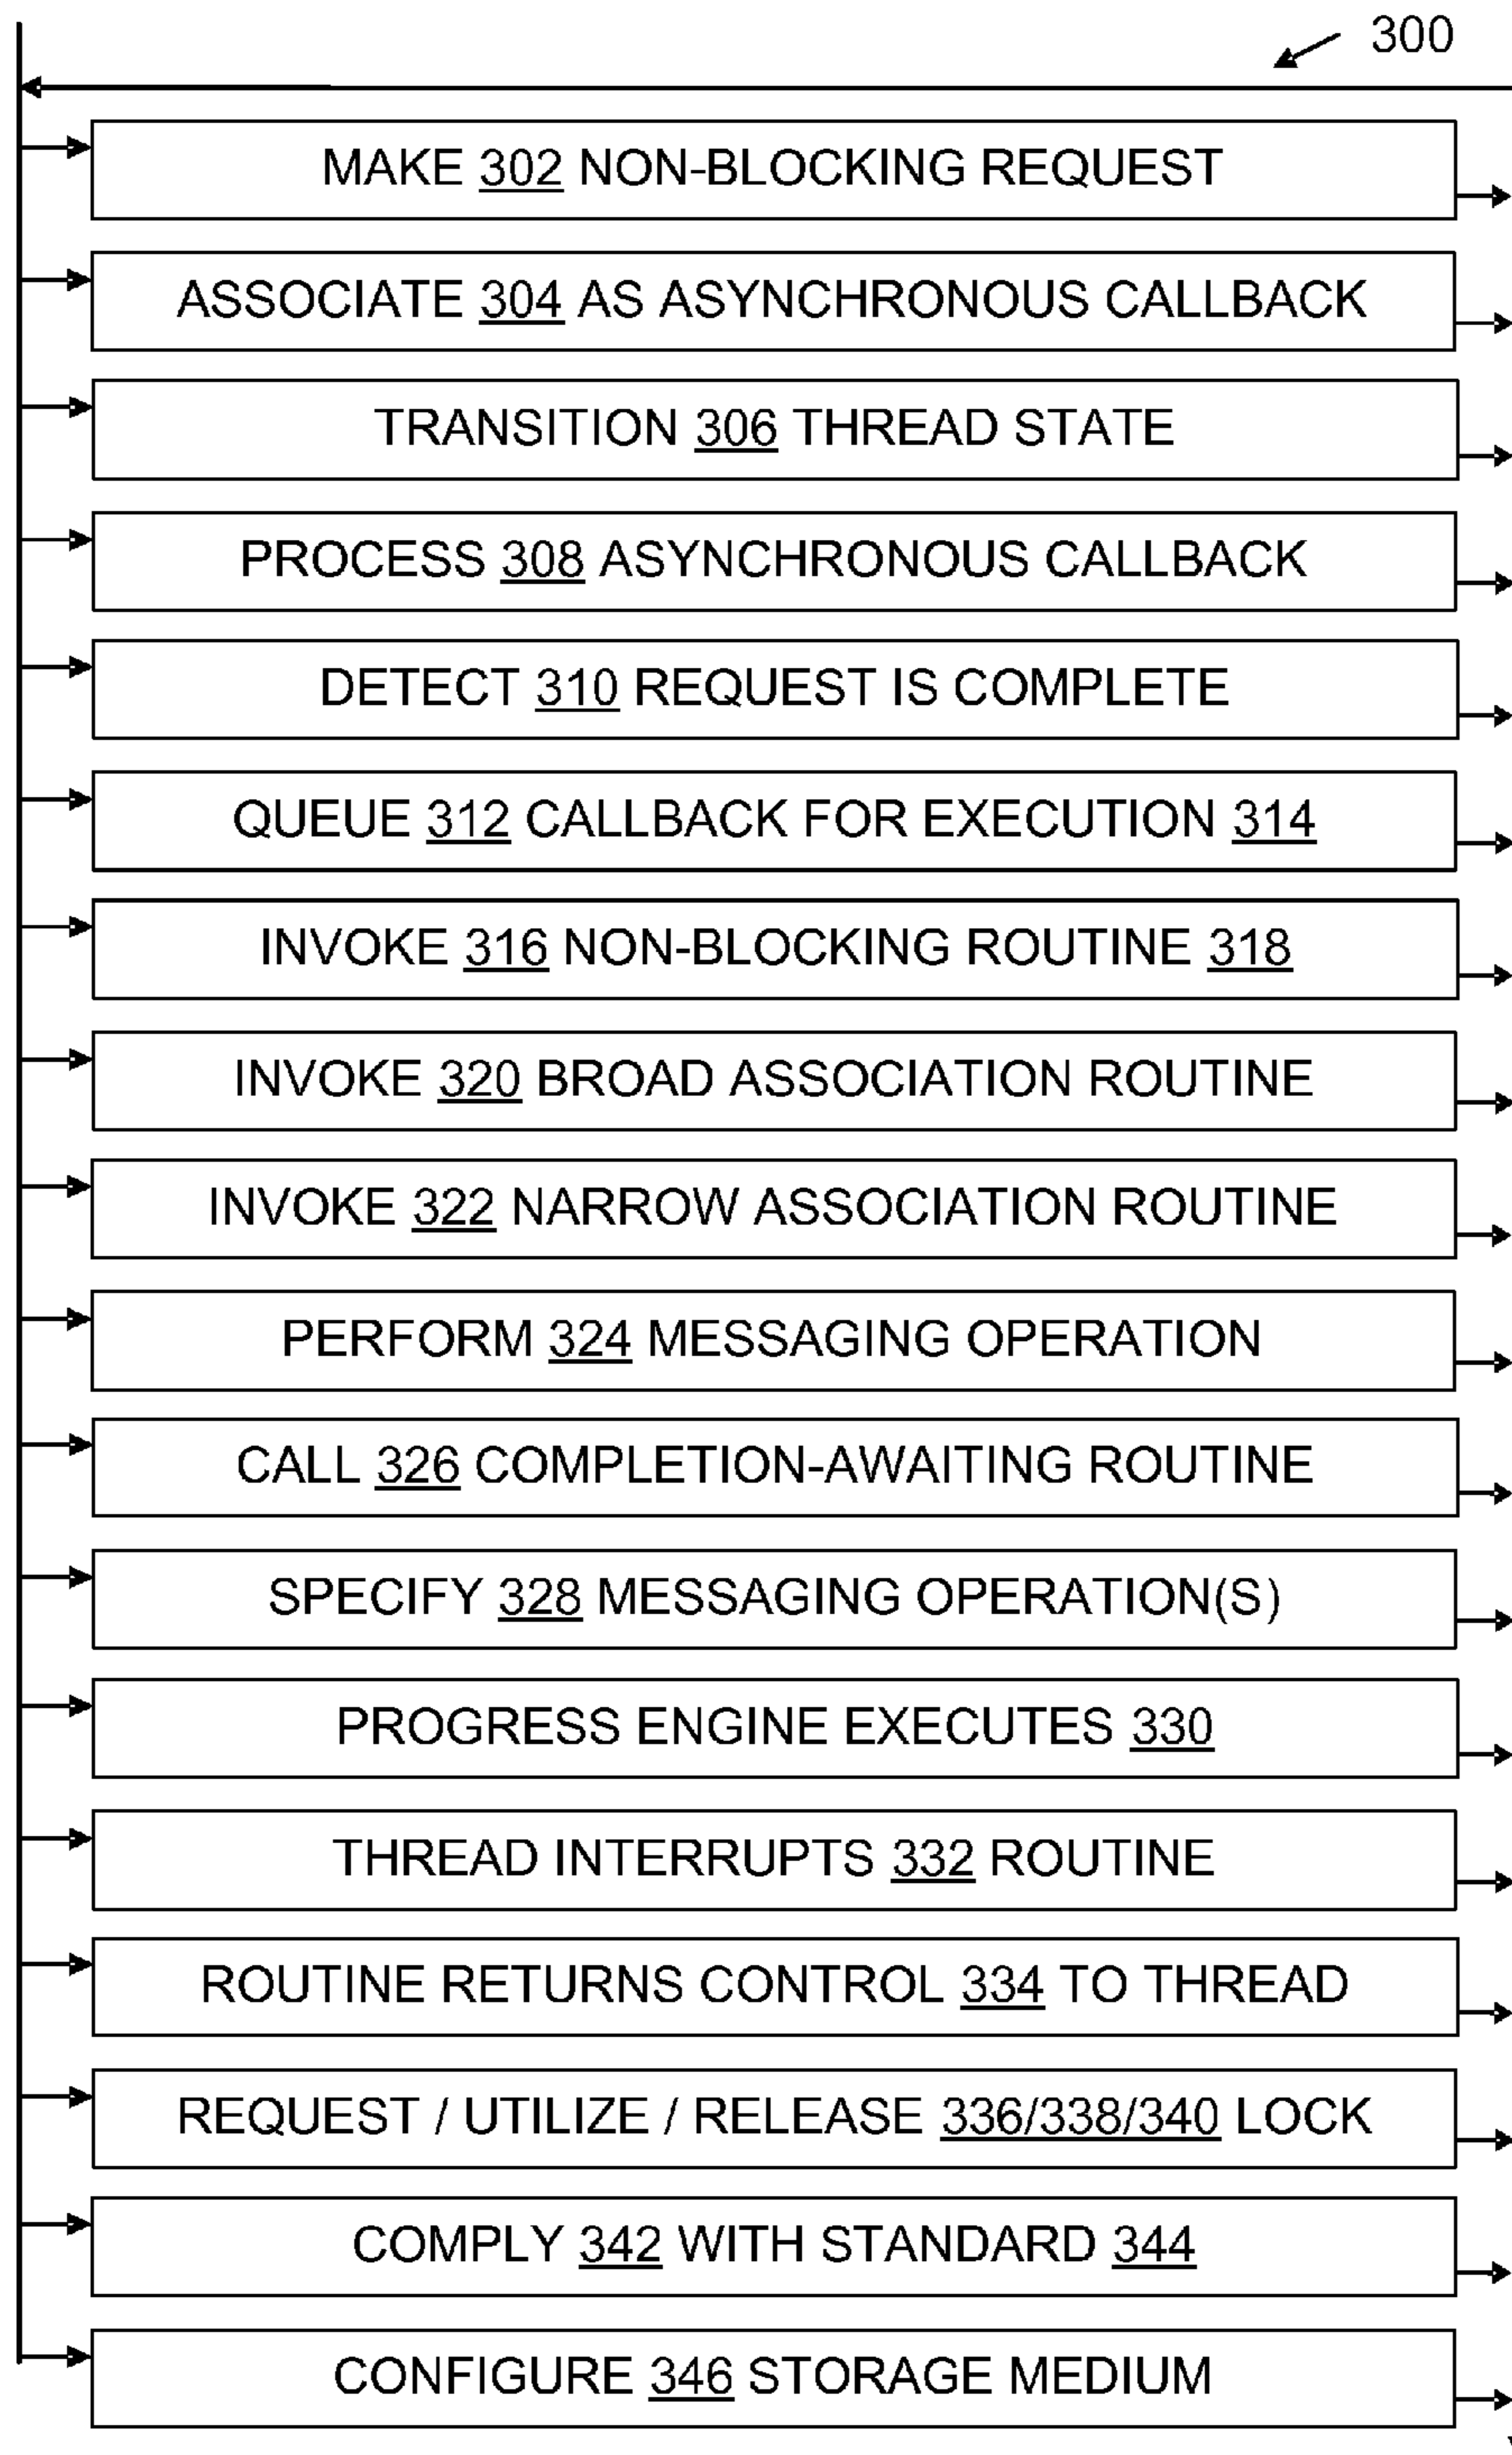 300
MAKE 302 NON-BLOCKING REQUEST
ASSOCIATE 304 AS ASYNCHRONOUS CALLBACK
TRANSITION 306 THREAD STATE
PROCESS 308 ASYNCHRONOUS CALLBACK
DETECT 310 REQUEST IS COMPLETE
QUEUE 312 CALLBACK FOR EXECUTION 314
INVOKE 316 NON-BLOCKING ROUTINE 318
INVOKE 320 BROAD ASSOCIATION ROUTINE
INVOKE 322 NARROW ASSOCIATION ROUTINE
PERFORM 324 MESSAGING OPERATION
CALL 326 COMPLETION-AWAITING ROUTINE
SPECIFY 328 MESSAGING OPERATION(S)
PROGRESS ENGINE EXECUTES 330
THREAD INTERRUPTS 332 ROUTINE
ROUTINE RETURNS CONTROL 334 TO THREAD
REQUEST / UTILIZE / RELEASE 336/338/340 LOCK
COMPLY 342 WITH STANDARD 344
CONFIGURE 346 STORAGE MEDIUM